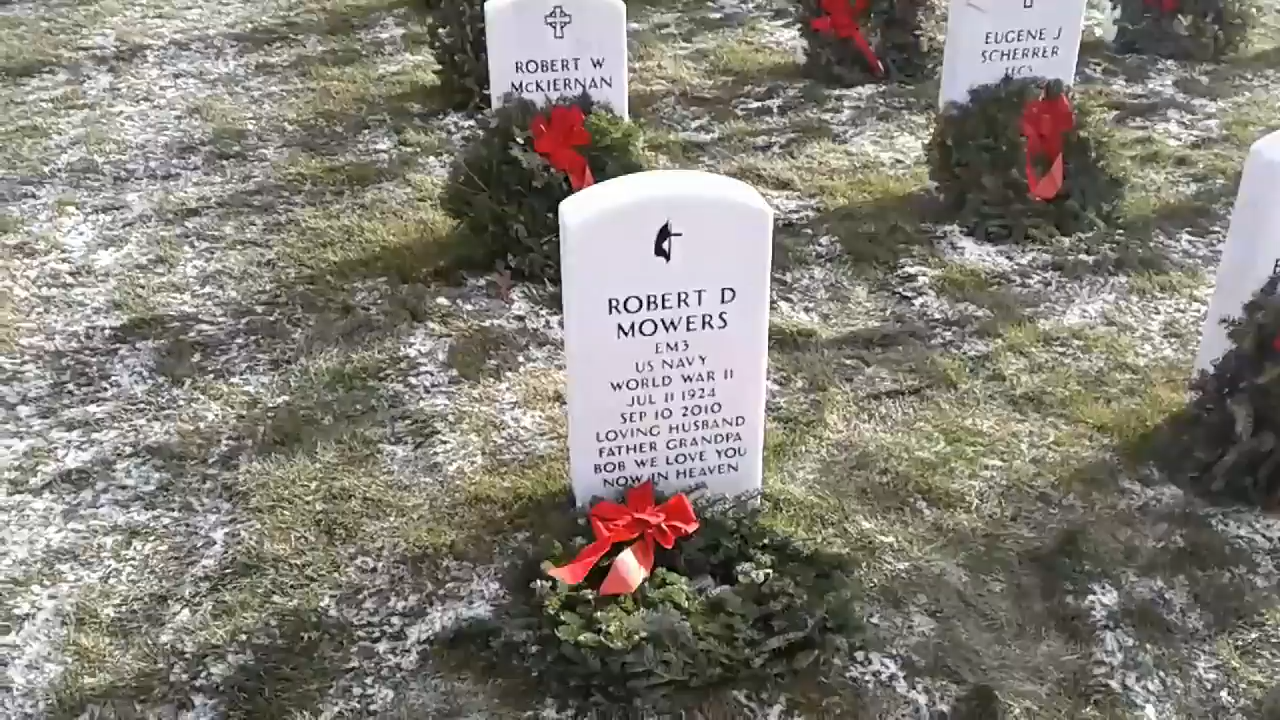 ROBERT W
McKIERNAN
EUGENE J
SCHERRER
ROBERT D
MOWERS
EM3
US NAVY
WORLD WAR II
JUL 11 1924
SEP 10 2010
LOVING HUSBAND
FATHER GRANDPA
BOB WE LOVE YOU
NOW IN HEAVEN